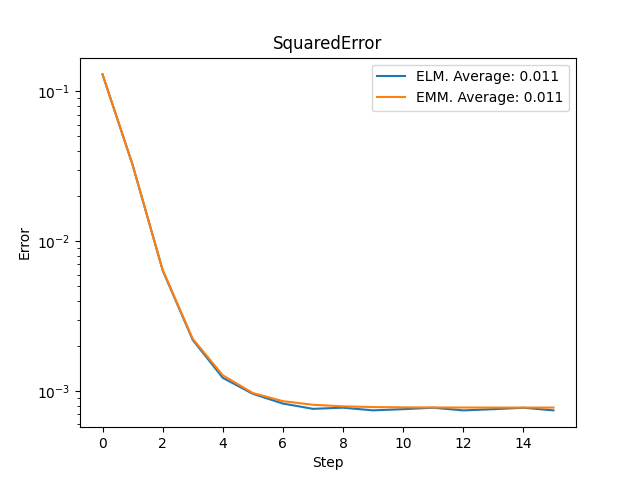 SquaredError
ELM. Average: 0.011
EMM. Average: 0.011
Error
10⁻¹
10⁻²
10⁻³
0 2 4 6 8 10 12 14
Step